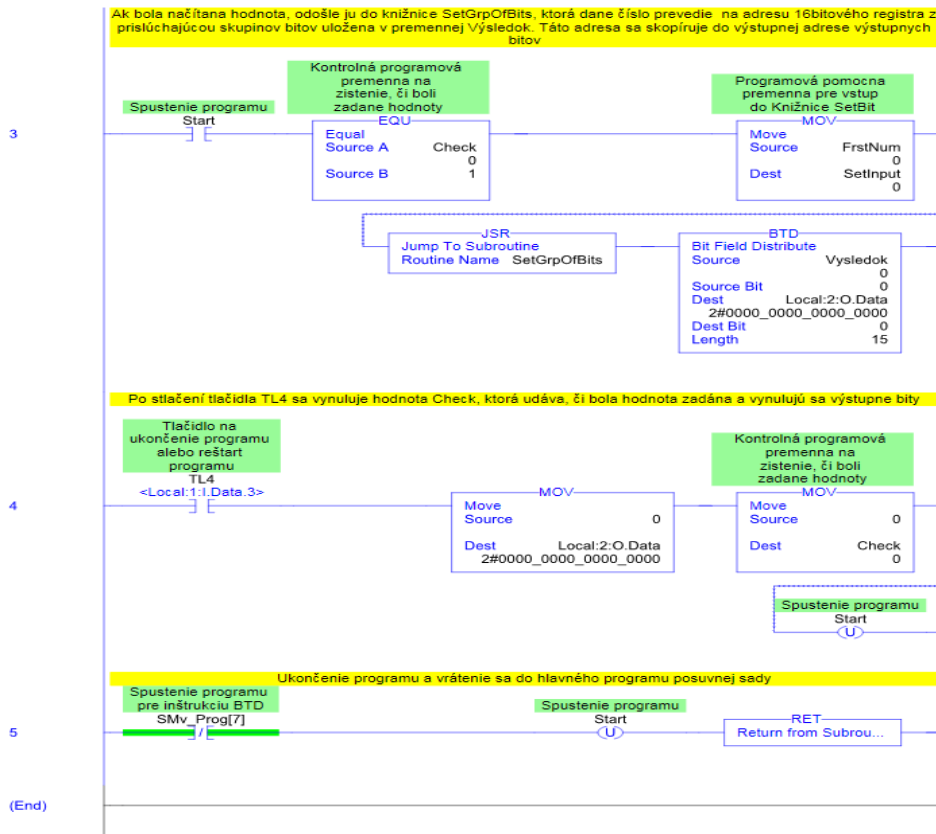 Ak bola načítana hodnota, odošle ju do knižnice SetGrpOfBits, ktorá dane číslo prevedie na adresu 16bitového registra z
prislúchajúcou skupinov bitov uložena v premennej Výsledok. Táto adresa sa skopíruje do výstupnej adrese výstupnych
bitov
Kontrolná programová
premenna na
zistenie, či boli
zadane hodnoty
Programová pomocna
premenna pre vstup
do Knižnice SetBit
Spustenie programu
Start
3
EQU
Equal
Source A Check
0
Source B 1
MOV
Move
Source FrstNum
0
Dest SetInput
0
JSR
Jump To Subroutine
Routine Name SetGrpOfBits
BTD
Bit Field Distribute
Source Vysledok
0
Source Bit 0
Dest Local:2:O.Data
2#0000_0000_0000_0000
Dest Bit 0
Length 15
Po stlačení tlačidla TL4 sa vynuluje hodnota Check, ktorá udáva, či bola hodnota zadána a vynulujú sa výstupne bity
Tlačidlo na
ukončenie programu
alebo reštart
programu
TL4
<Local:1:I.Data.3>
Kontrolná programová
premenna na
zistenie, či boli
zadane hodnoty
4
MOV
Move
Source 0
Dest Local:2:O.Data
2#0000_0000_0000_0000
MOV
Move
Source 0
Dest Check
0
Spustenie programu
Start
U
Ukončenie programu a vrátenie sa do hlavného programu posuvnej sady
Spustenie programu
pre inštrukciu BTD
SMv_Prog[7]
Spustenie programu
Start
5
/
U
RET
Return from Subrou...
(End)